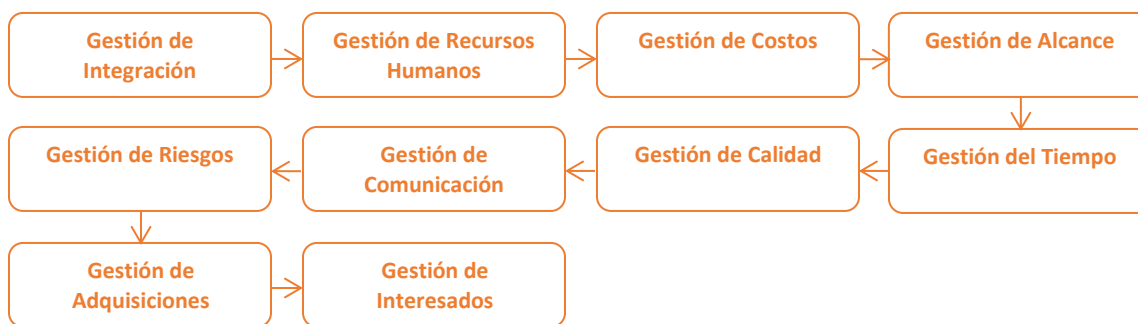 Gestión de
Integración
Gestión de Recursos
Humanos
Gestión de Costos
Gestión de Alcance
Gestión de Riesgos
Gestión de
Comunicación
Gestión de Calidad
Gestión del Tiempo
Gestión de
Adquisiciones
Gestión de
Interesados